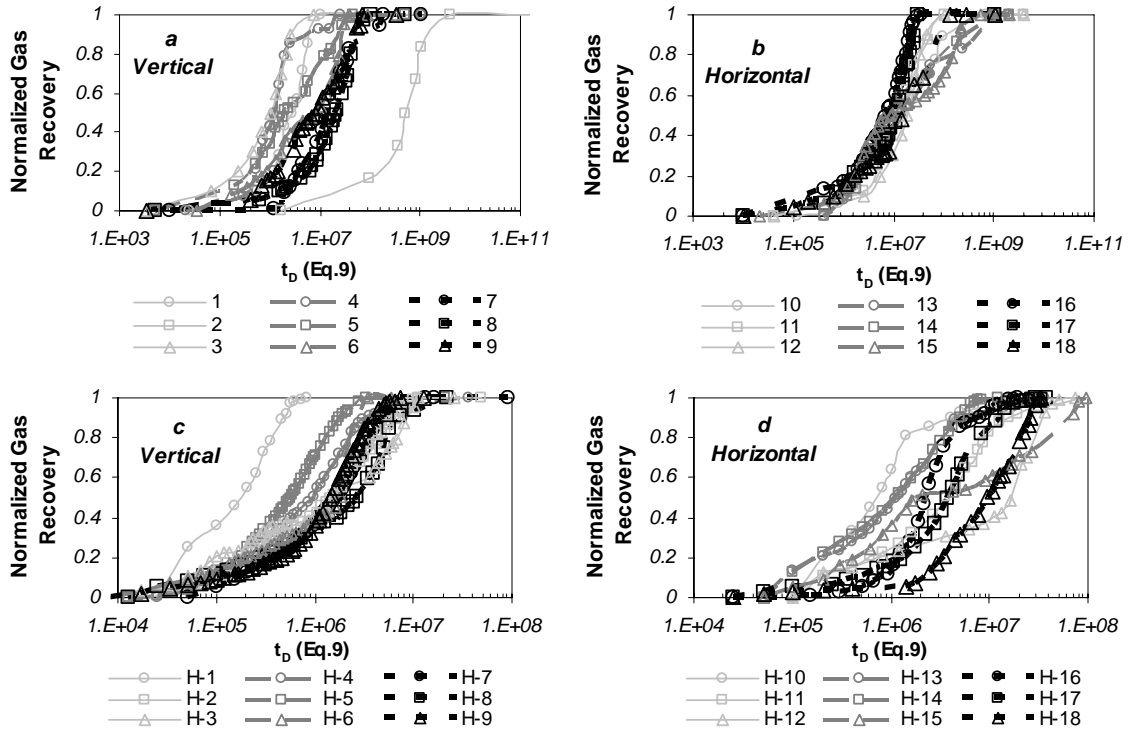 Normalized Gas
Recovery
1
0.8
0.6
0.4
0.2
0
a
Vertical
1.E+03 1.E+05 1.E+07 1.E+09 1.E+11
tD (Eq.9)
1 4 7
2 5 8
3 6 9
Normalized Gas
Recovery
1
0.8
0.6
0.4
0.2
0
b
Horizontal
1.E+03 1.E+05 1.E+07 1.E+09 1.E+11
tD (Eq.9)
10 13 16
11 14 17
12 15 18
Normalized Gas
Recovery
1
0.8
0.6
0.4
0.2
0
c
Vertical
1.E+04 1.E+05 1.E+06 1.E+07 1.E+08
tD (Eq.9)
H-1 H-4 H-7
H-2 H-5 H-8
H-3 H-6 H-9
Normalized Gas
Recovery
1
0.8
0.6
0.4
0.2
0
d
Horizontal
1.E+04 1.E+05 1.E+06 1.E+07 1.E+08
tD (Eq.9)
H-10 H-13 H-16
H-11 H-14 H-17
H-12 H-15 H-18